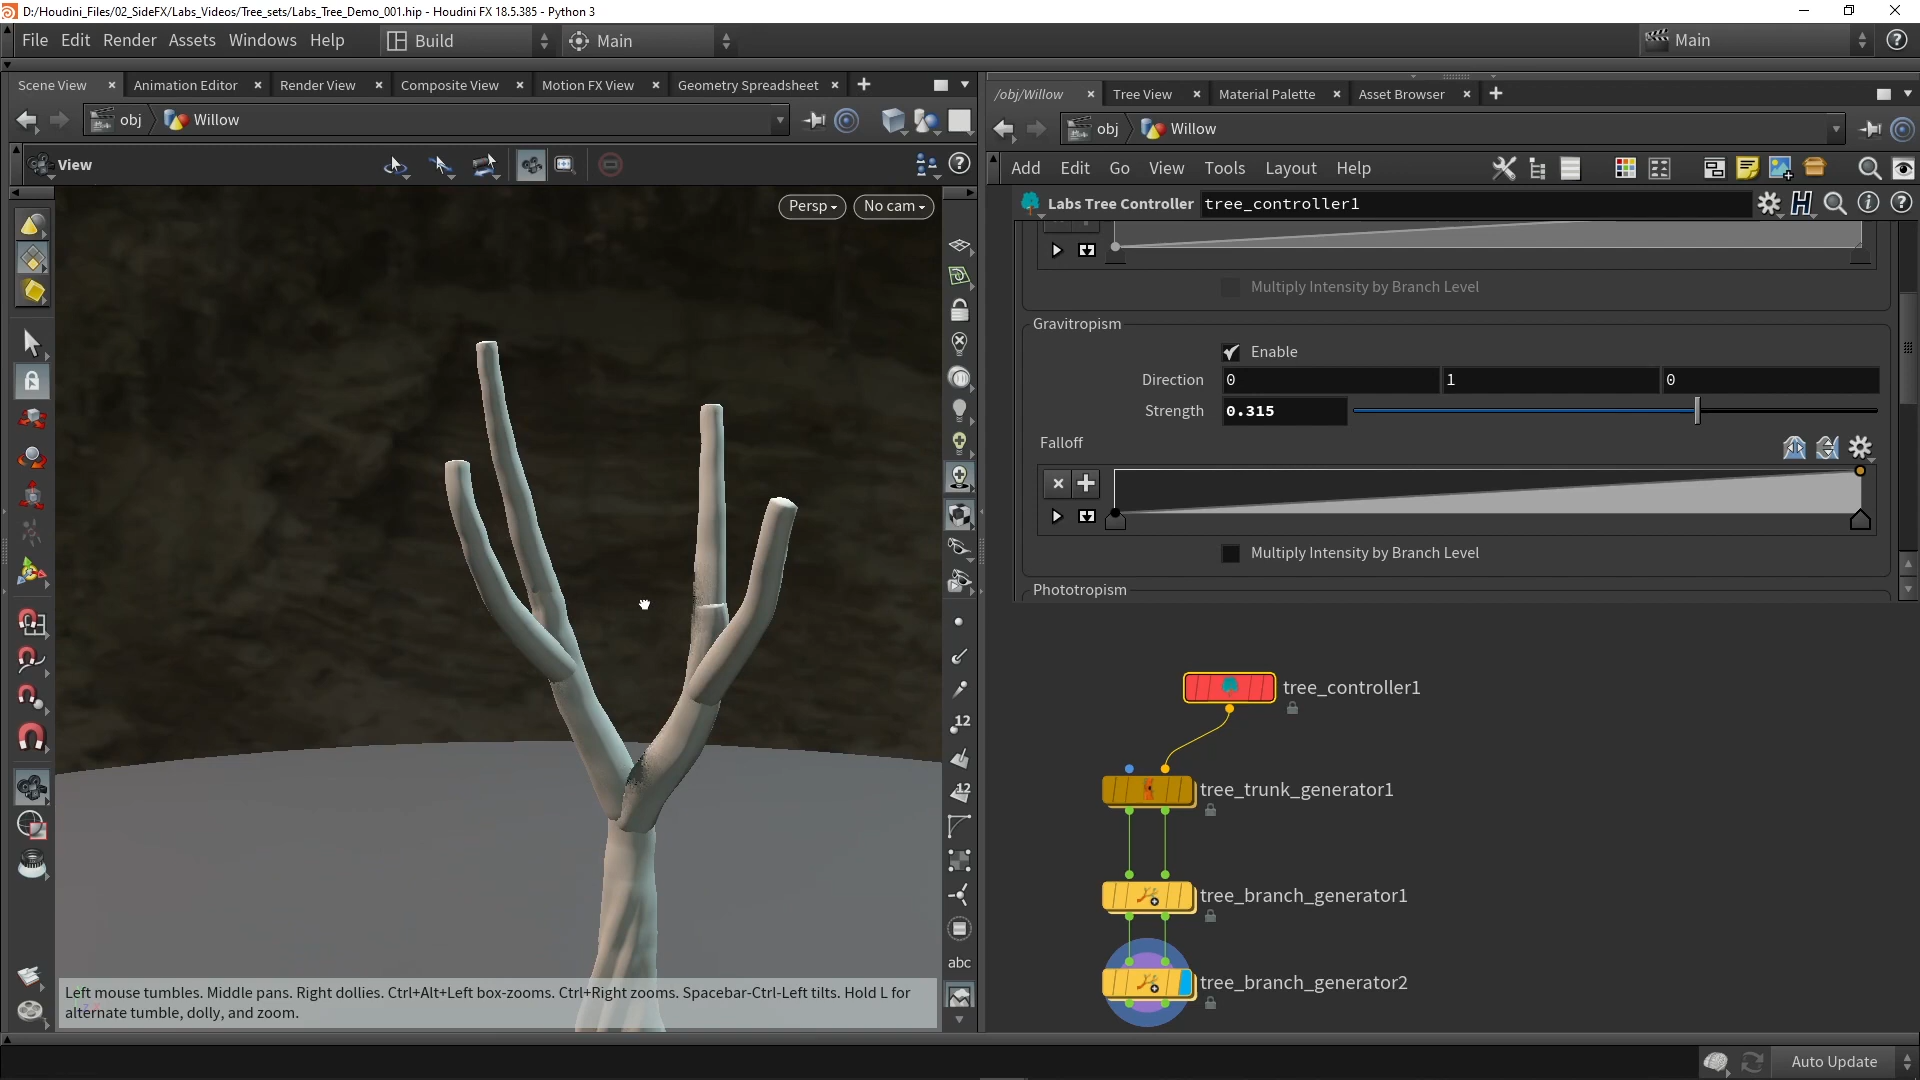 D:/Houdini_Files/02_SideFX/Labs_Videos/Tree_sets/Labs_Tree_Demo_001.hip - Houdini FX 18.5.385 - Python 3
File Edit Render Assets Windows Help Build Main Main
Scene View Animation Editor Render View Composite View Motion FX View Geometry Spreadsheet
/obj/Willow Tree View Material Palette Asset Browser
obj Willow
obj Willow
View
Add Edit Go View Tools Layout Help
Persp No cam
Labs Tree Controller tree_controller1
Multiply Intensity by Branch Level
Gravitropism
Enable
Direction 0 1 0
Strength 0.315
Falloff
Multiply Intensity by Branch Level
Phototropism
tree_controller1
12
tree_trunk_generator1
12
tree_branch_generator1
abc
tree_branch_generator2
Left mouse tumbles. Middle pans. Right dollies. Ctrl+Alt+Left box-zooms. Ctrl+Right zooms. Spacebar-Ctrl-Left tilts. Hold L for
alternate tumble, dolly, and zoom.
Auto Update